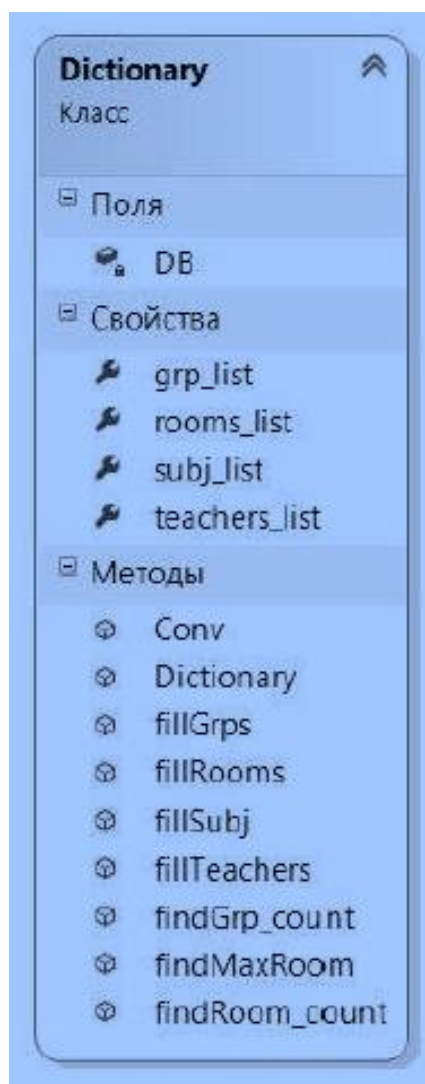 Dictionary
Класс
Поля
DB
Свойства
grp_list
rooms_list
subj_list
teachers_list
Методы
Conv
Dictionary
fillGrps
fillRooms
fillSubj
fillTeachers
findGrp_count
findMaxRoom
findRoom_count